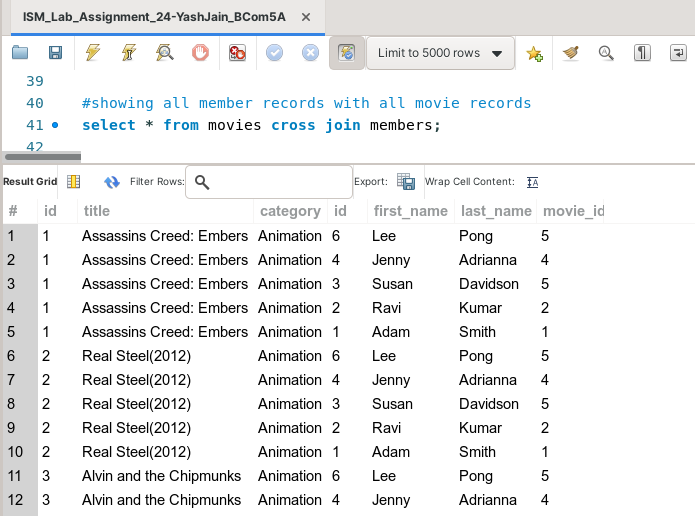 ISM_Lab_Assignment_24-YashJain_BCom5A ×
Limit to 5000 rows
39
40 #showing all member records with all movie records
41 select * from movies cross join members;
42
Result Grid Filter Rows: Export: Wrap Cell Content:
# id title category id first_name last_name movie_id
1 1 Assassins Creed: Embers Animation 6 Lee Pong 5
2 1 Assassins Creed: Embers Animation 4 Jenny Adrianna 4
3 1 Assassins Creed: Embers Animation 3 Susan Davidson 5
4 1 Assassins Creed: Embers Animation 2 Ravi Kumar 2
5 1 Assassins Creed: Embers Animation 1 Adam Smith 1
6 2 Real Steel(2012) Animation 6 Lee Pong 5
7 2 Real Steel(2012) Animation 4 Jenny Adrianna 4
8 2 Real Steel(2012) Animation 3 Susan Davidson 5
9 2 Real Steel(2012) Animation 2 Ravi Kumar 2
10 2 Real Steel(2012) Animation 1 Adam Smith 1
11 3 Alvin and the Chipmunks Animation 6 Lee Pong 5
12 3 Alvin and the Chipmunks Animation 4 Jenny Adrianna 4